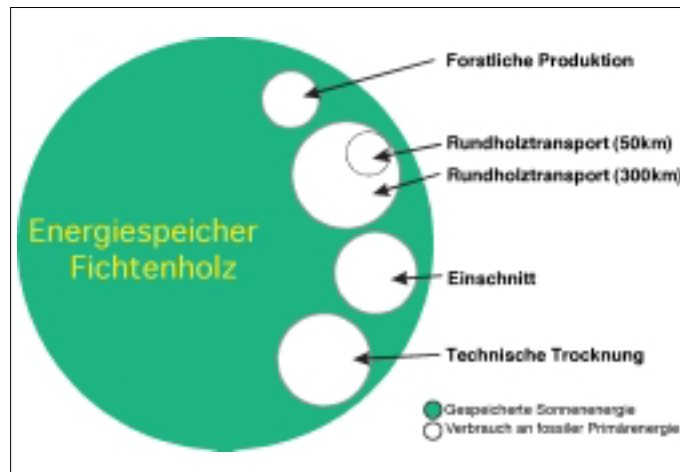 Forstliche Produktion
Rundholztransport (50km)
Rundholztransport (300km)
Energiespeicher
Fichtenholz
Einschnitt
Technische Trocknung
Gespeicherte Sonnenenergie
Verbrauch an fossiler Primärenergie